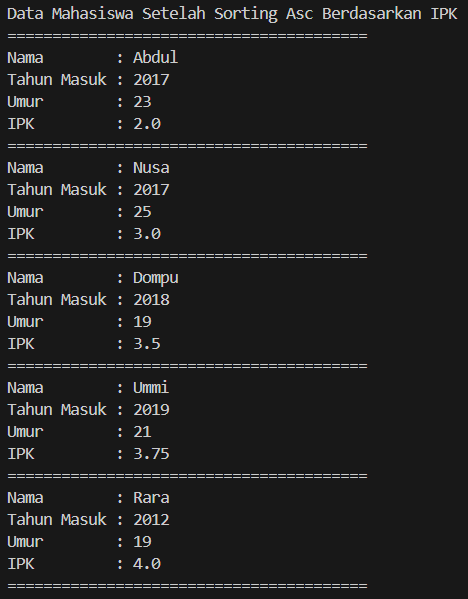 Data Mahasiswa Setelah Sorting Asc Berdasarkan IPK
========================================
Nama        : Abdul
Tahun Masuk : 2017
Umur        : 23
IPK         : 2.0
========================================
Nama        : Nusa
Tahun Masuk : 2017
Umur        : 25
IPK         : 3.0
========================================
Nama        : Dompu
Tahun Masuk : 2018
Umur        : 19
IPK         : 3.5
========================================
Nama        : Ummi
Tahun Masuk : 2019
Umur        : 21
IPK         : 3.75
========================================
Nama        : Rara
Tahun Masuk : 2012
Umur        : 19
IPK         : 4.0
========================================